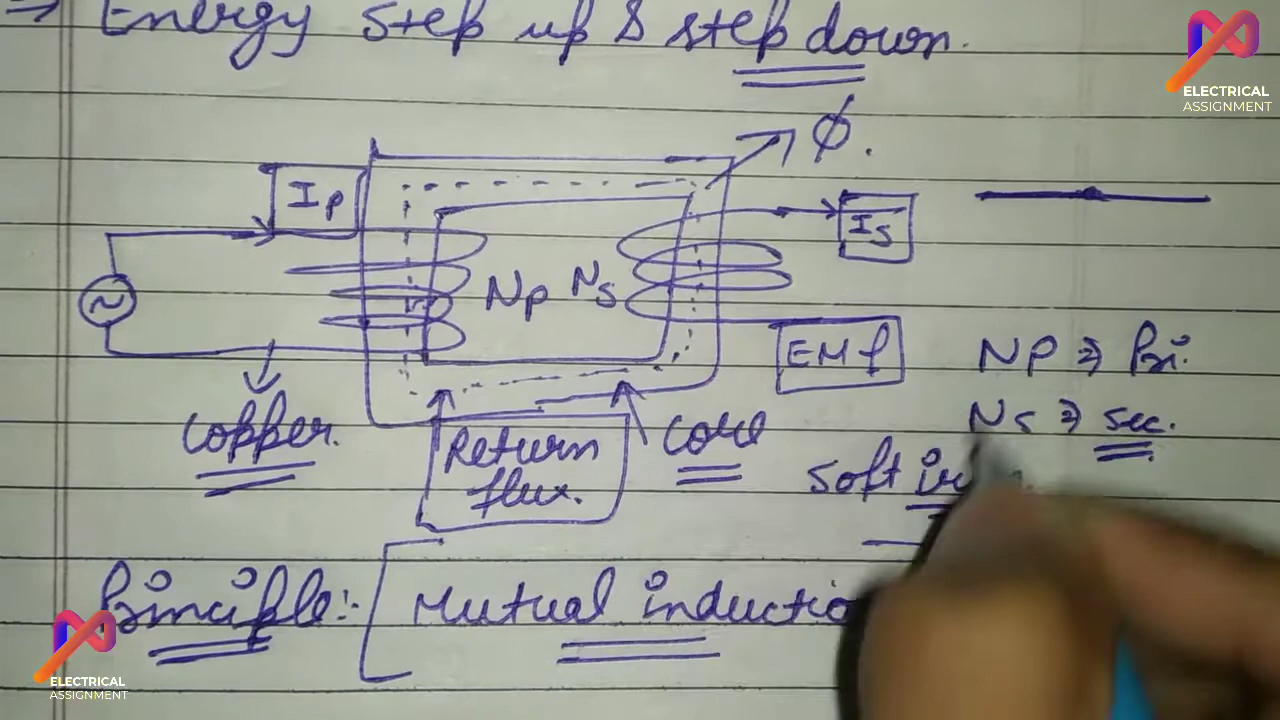 ⇒ Energy step up & step down.
ELECTRICAL
ASSIGNMENT
ϕ.
IP
IS
NP NS
EMf
NP ⇒ Pri.
NS ⇒ sec.
copper.
Return
flux.
core
soft
Principle:- Mutual inductio
ELECTRICAL
ASSIGNMENT